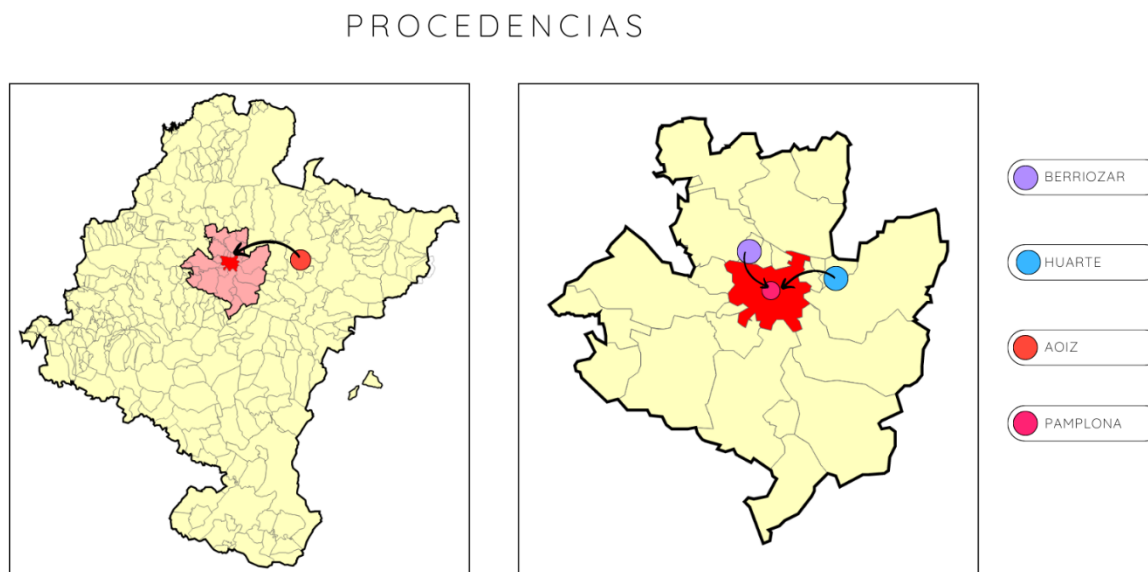 PROCEDENCIAS
BERRIOZAR
HUARTE
AOIZ
PAMPLONA